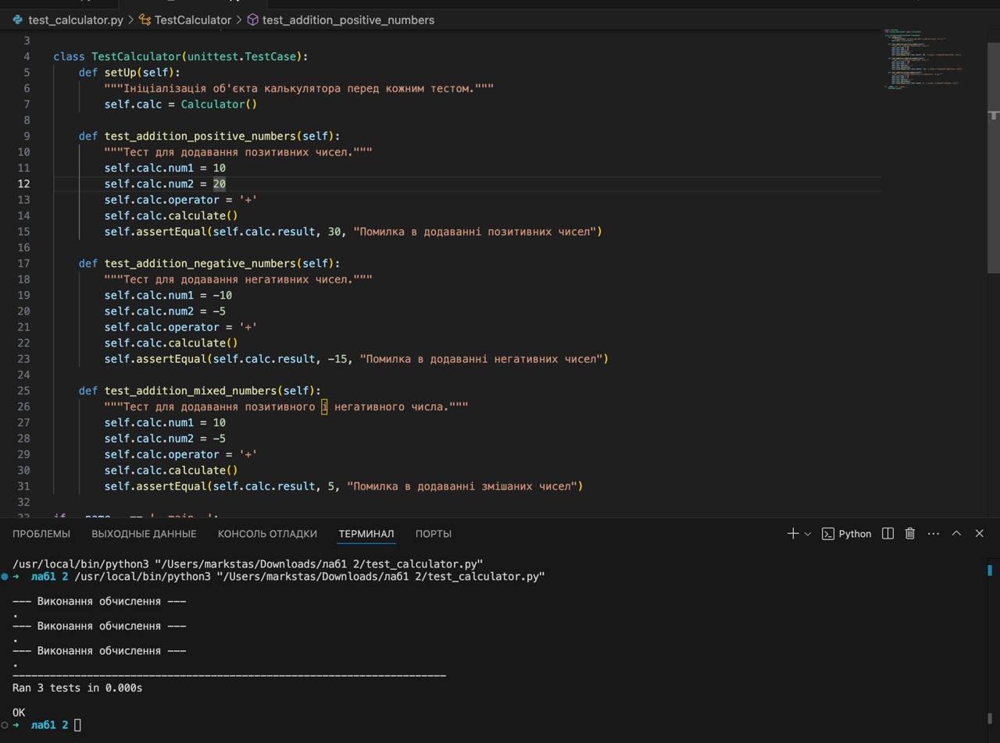 test_calculator.py > TestCalculator > test_addition_positive_numbers
3
4 class TestCalculator(unittest.TestCase):
5     def setUp(self):
6         """Ініціалізація об'єкта калькулятора перед кожним тестом."""
7         self.calc = Calculator()
8
9     def test_addition_positive_numbers(self):
10         """Тест для додавання позитивних чисел."""
11         self.calc.num1 = 10
12         self.calc.num2 = 20
13         self.calc.operator = '+'
14         self.calc.calculate()
15         self.assertEqual(self.calc.result, 30, "Помилка в додаванні позитивних чисел")
16
17     def test_addition_negative_numbers(self):
18         """Тест для додавання негативних чисел."""
19         self.calc.num1 = -10
20         self.calc.num2 = -5
21         self.calc.operator = '+'
22         self.calc.calculate()
23         self.assertEqual(self.calc.result, -15, "Помилка в додаванні негативних чисел")
24
25     def test_addition_mixed_numbers(self):
26         """Тест для додавання позитивного і негативного числа."""
27         self.calc.num1 = 10
28         self.calc.num2 = -5
29         self.calc.operator = '+'
30         self.calc.calculate()
31         self.assertEqual(self.calc.result, 5, "Помилка в додаванні змішаних чисел")
32
33 if __name__ == '__main__':
ПРОБЛЕМЫ ВЫХОДНЫЕ ДАННЫЕ КОНСОЛЬ ОТЛАДКИ ТЕРМИНАЛ ПОРТЫ Python
/usr/local/bin/python3 "/Users/markstas/Downloads/лаб1 2/test_calculator.py"
➜ лаб1 2 /usr/local/bin/python3 "/Users/markstas/Downloads/лаб1 2/test_calculator.py"
--- Виконання обчислення ---
.
--- Виконання обчислення ---
.
--- Виконання обчислення ---
.
----------------------------------------------------------------------
Ran 3 tests in 0.000s
OK
➜ лаб1 2